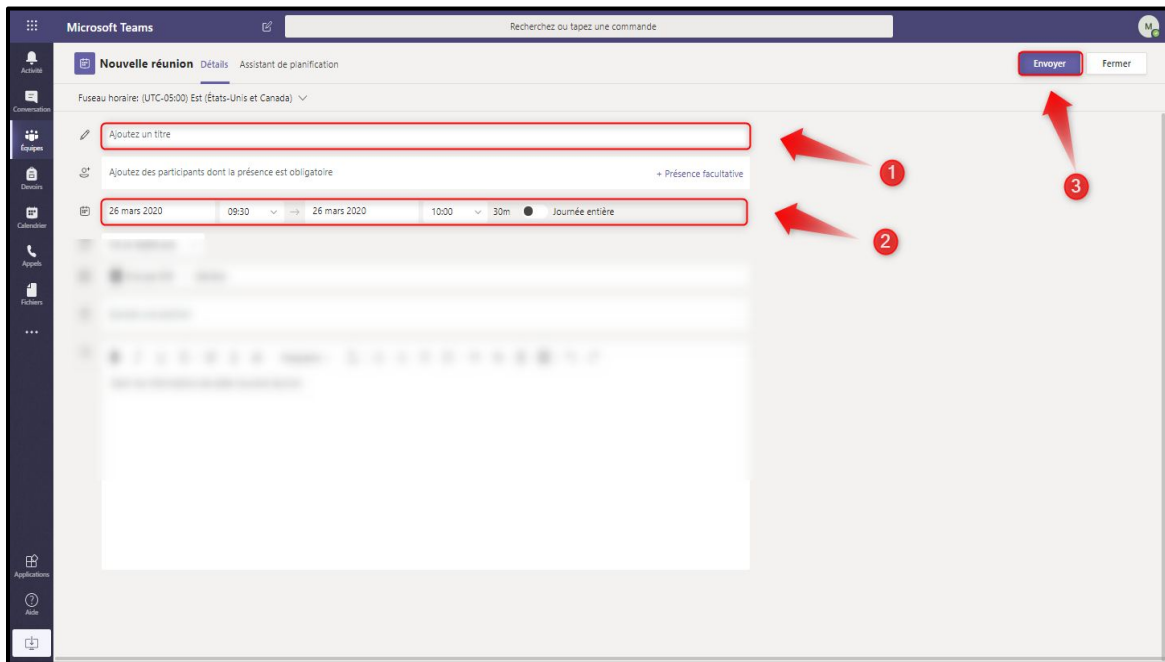 Microsoft Teams
Recherchez ou tapez une commande
M
Activité
Conversation
Équipes
Devoirs
Calendrier
Appels
Fichiers
Applications
Aide
Nouvelle réunion Détails Assistant de planification
Envoyer Fermer
Fuseau horaire: (UTC-05:00) Est (États-Unis et Canada)
Ajoutez un titre
1
3
Ajoutez des participants dont la présence est obligatoire + Présence facultative
26 mars 2020 09:30 → 26 mars 2020 10:00 30m Journée entière
2